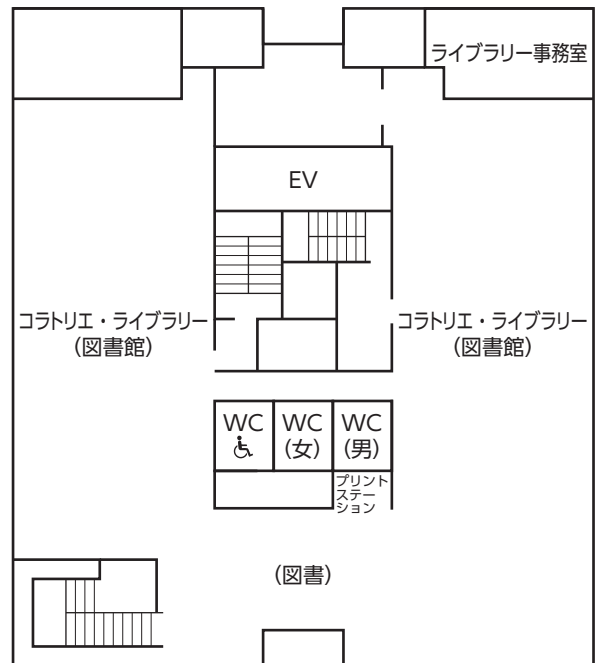 ライブラリー事務室
EV
コラトリエ・ライブラリー
（図書館）
コラトリエ・ライブラリー
（図書館）
WC
WC
（女）
WC
（男）
プリント
ステー
ション
（図書）